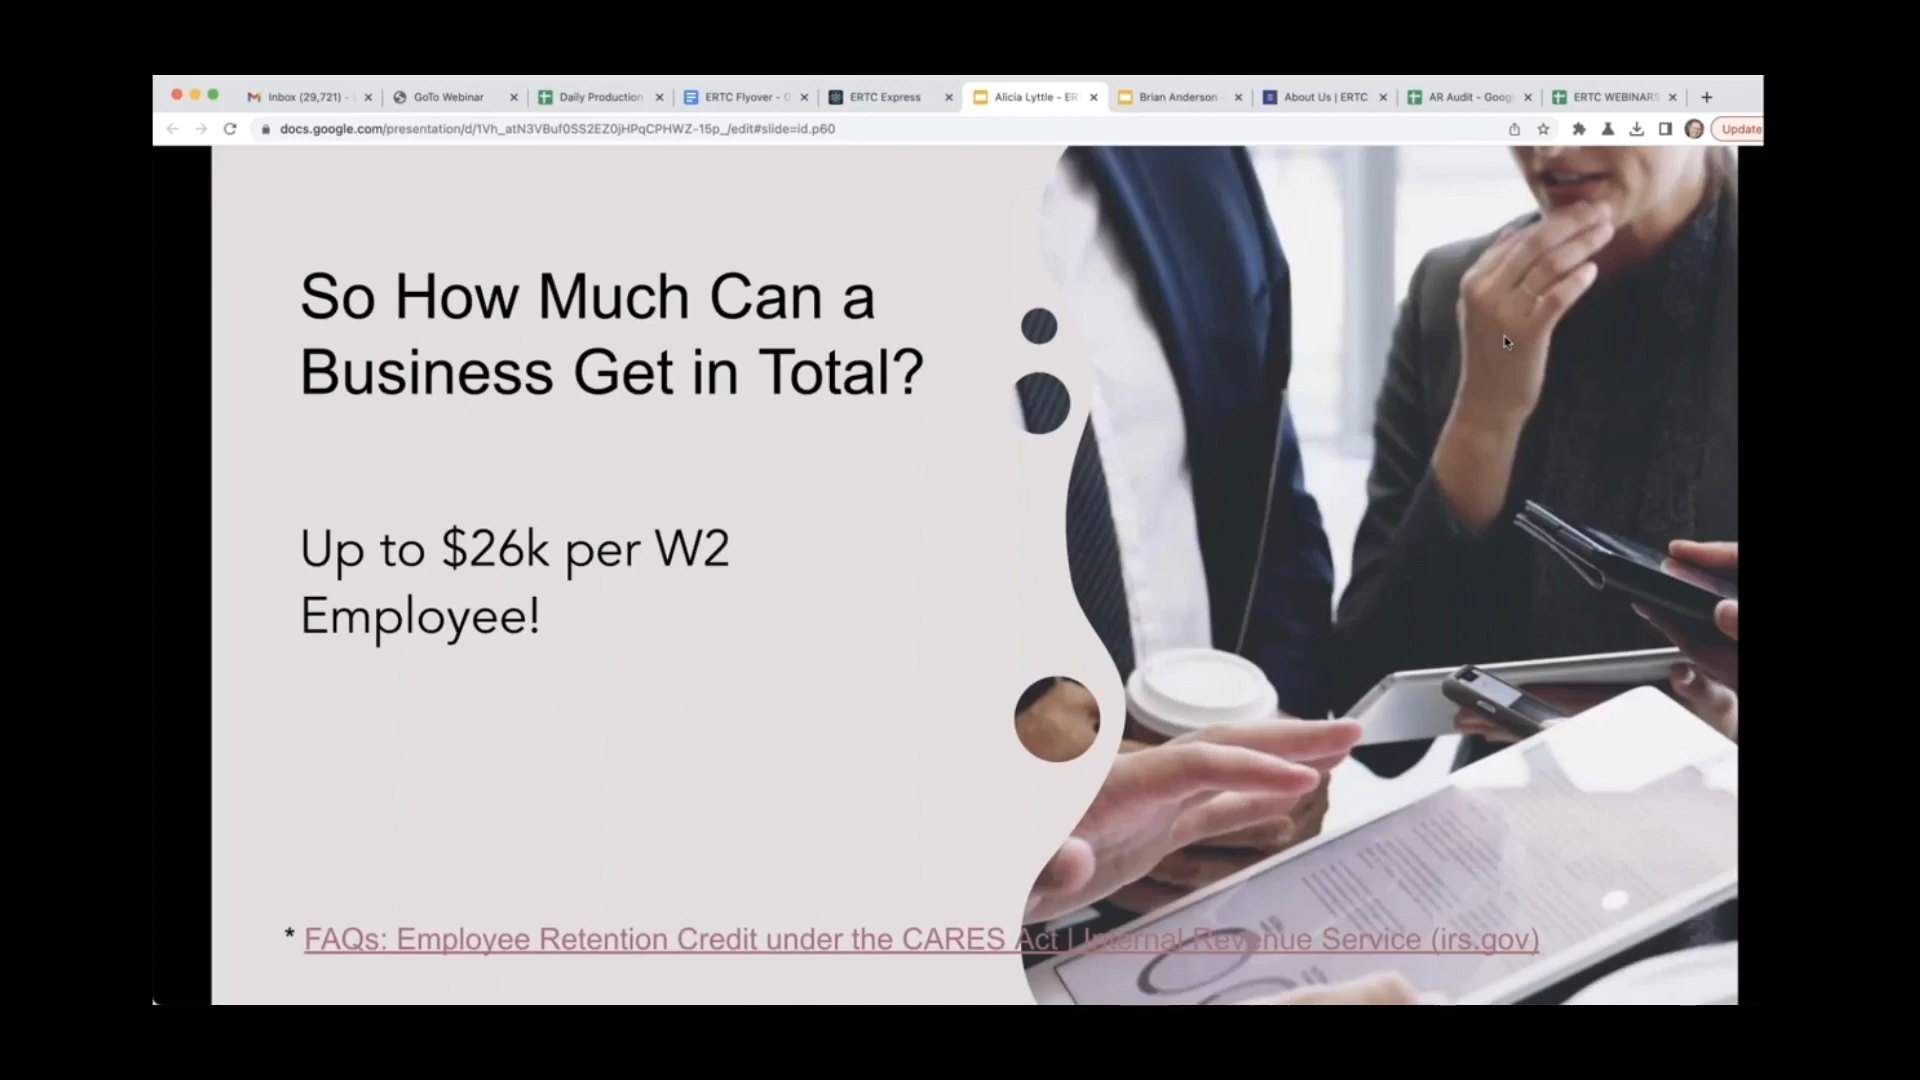 Inbox (29,721) -
GoTo Webinar
Daily Production
ERTC Flyover - G
ERTC Express
Alicia Lyttle - ER
Brian Anderson -
About Us | ERTC
AR Audit - Googl
ERTC WEBINARS
docs.google.com/presentation/d/1Vh_atN3VBuf0SS2EZ0jHPqCPHWZ-15p_/edit#slide=id.p60
Update
So How Much Can a
Business Get in Total?
Up to $26k per W2
Employee!
* FAQs: Employee Retention Credit under the CARES Act | Internal Revenue Service (irs.gov)